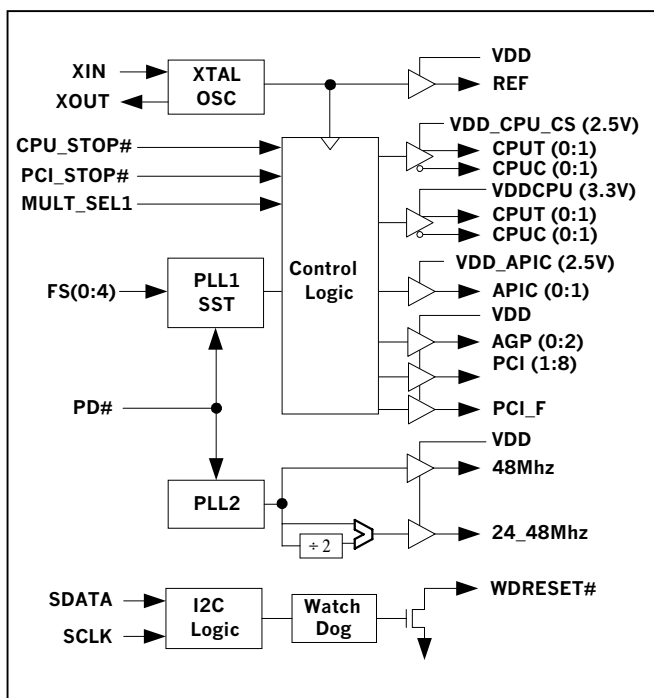 XIN
XOUT
XTAL
OSC
VDD
REF
CPU_STOP#
PCI_STOP#
MULT_SEL1
VDD_CPU_CS (2.5V)
CPUT (0:1)
CPUC (0:1)
VDDCPU (3.3V)
CPUT (0:1)
CPUC (0:1)
Control
Logic
FS(0:4)
PLL1
SST
VDD_APIC (2.5V)
APIC (0:1)
VDD
AGP (0:2)
PCI (1:8)
PCI_F
PD#
PLL2
VDD
48Mhz
÷ 2
24_48Mhz
SDATA
SCLK
I2C
Logic
Watch
Dog
WDRESET#